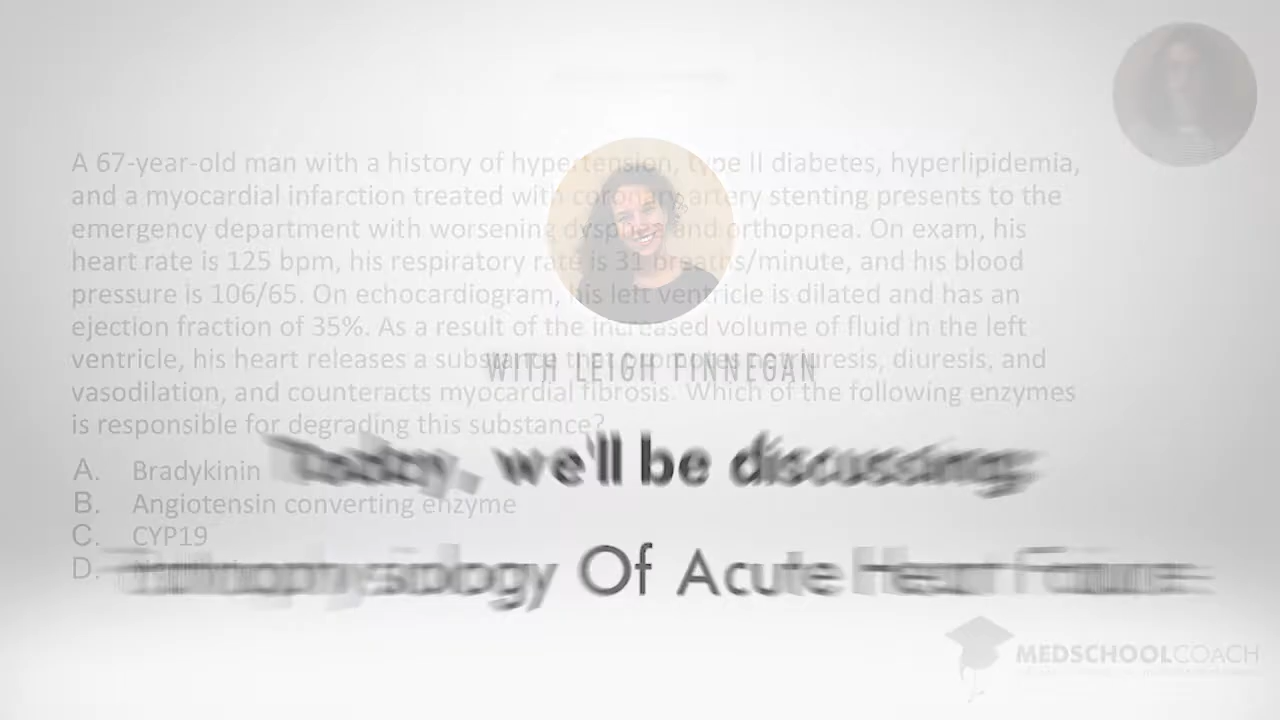 A 67-year-old man with a history of hypertension, type II diabetes, hyperlipidemia,
and a myocardial infarction treated with coronary artery stenting presents to the
emergency department with worsening dyspnea and orthopnea. On exam, his
heart rate is 125 bpm, his respiratory rate is 31 breaths/minute, and his blood
pressure is 106/65. On echocardiogram, his left ventricle is dilated and has an
ejection fraction of 35%. As a result of the increased volume of fluid in the left
ventricle, his heart releases a substance that promotes natriuresis, diuresis, and
WITH LEIGH FINNEGAN
vasodilation, and counteracts myocardial fibrosis. Which of the following enzymes
is responsible for degrading this substance?
Today, we'll be discussing:
A. Bradykinin
B. Angiotensin converting enzyme
C. CYP19
D.
Pathophysiology Of Acute Heart Failure
MEDSCHOOLCOACH